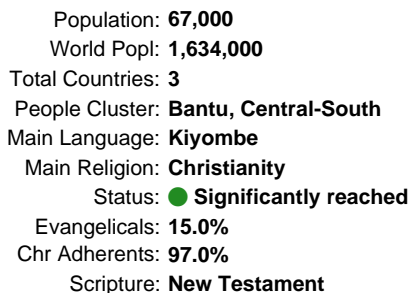 Population: 67,000
World Popl: 1,634,000
Total Countries: 3
People Cluster: Bantu, Central-South
Main Language: Kiyombe
Main Religion: Christianity
Status: Significantly reached
Evangelicals: 15.0%
Chr Adherents: 97.0%
Scripture: New Testament